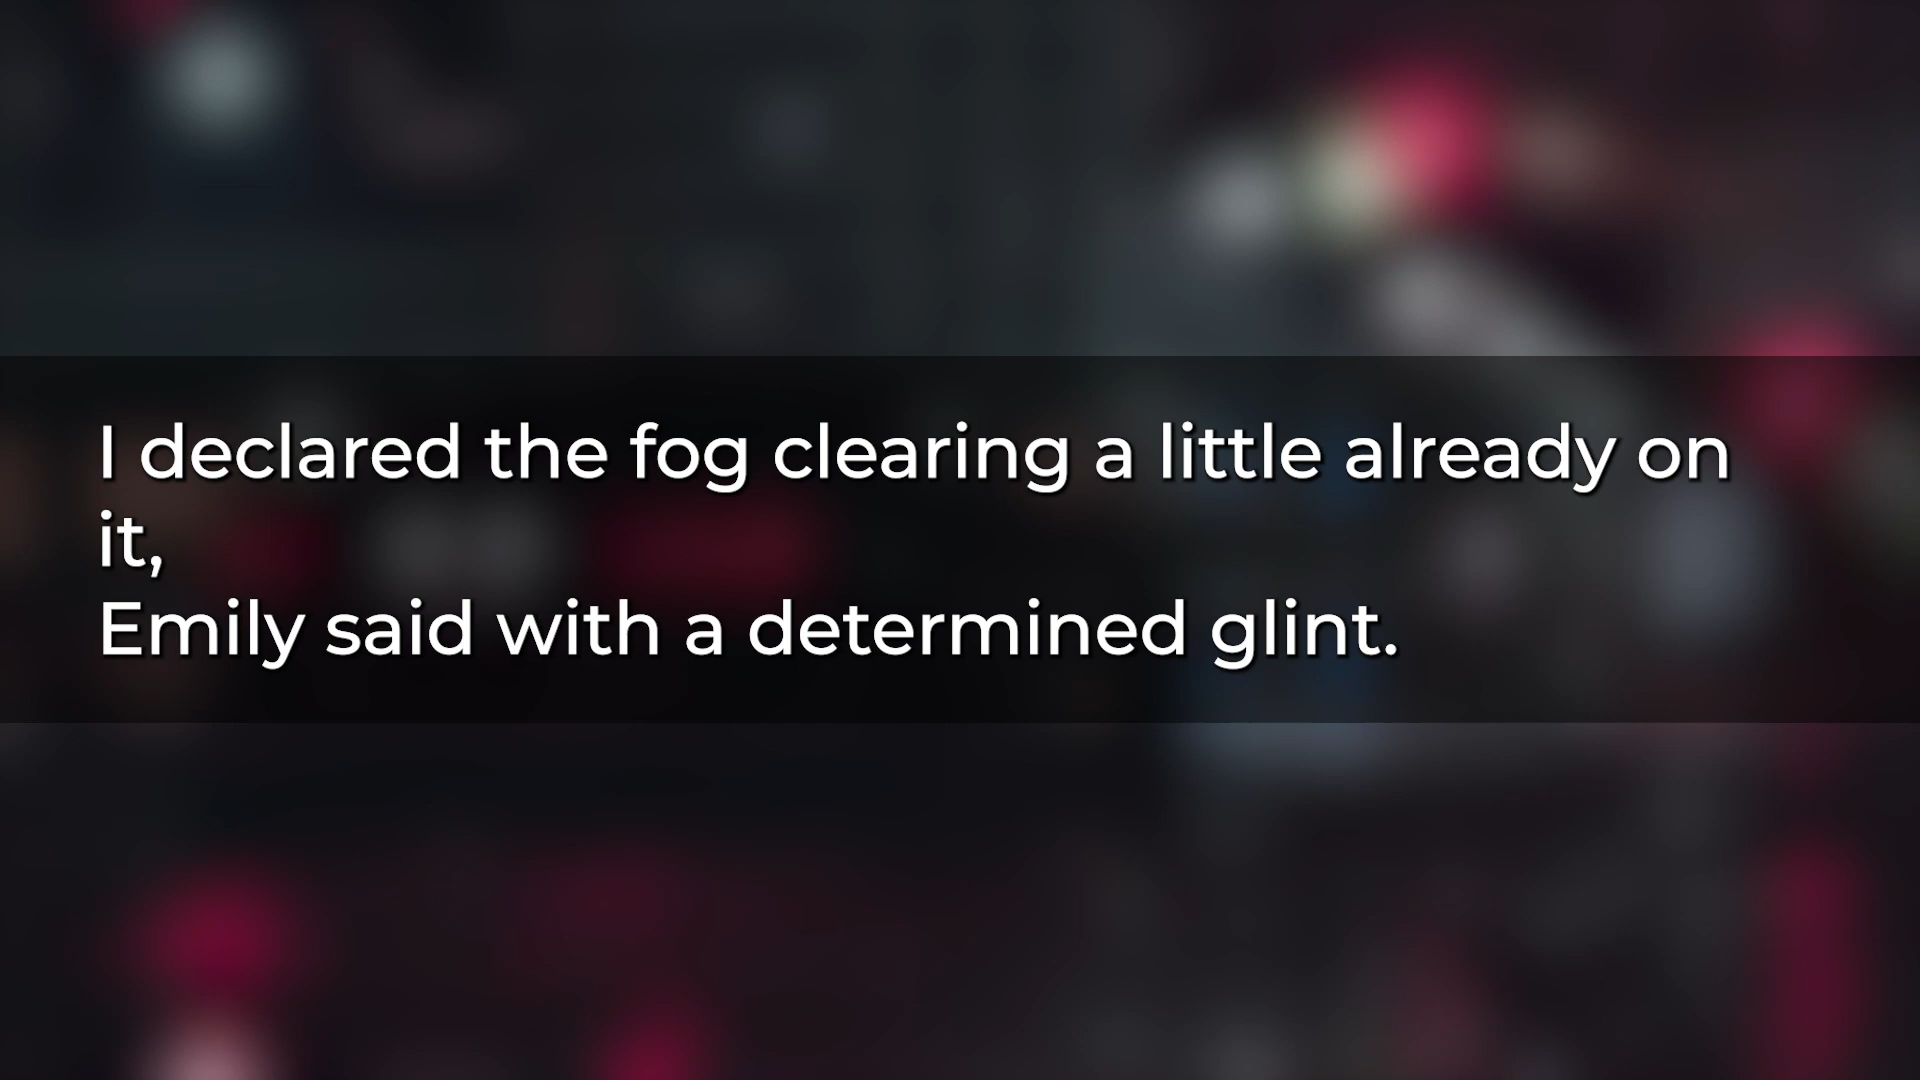 I declared the fog clearing a little already on
it,
Emily said with a determined glint.